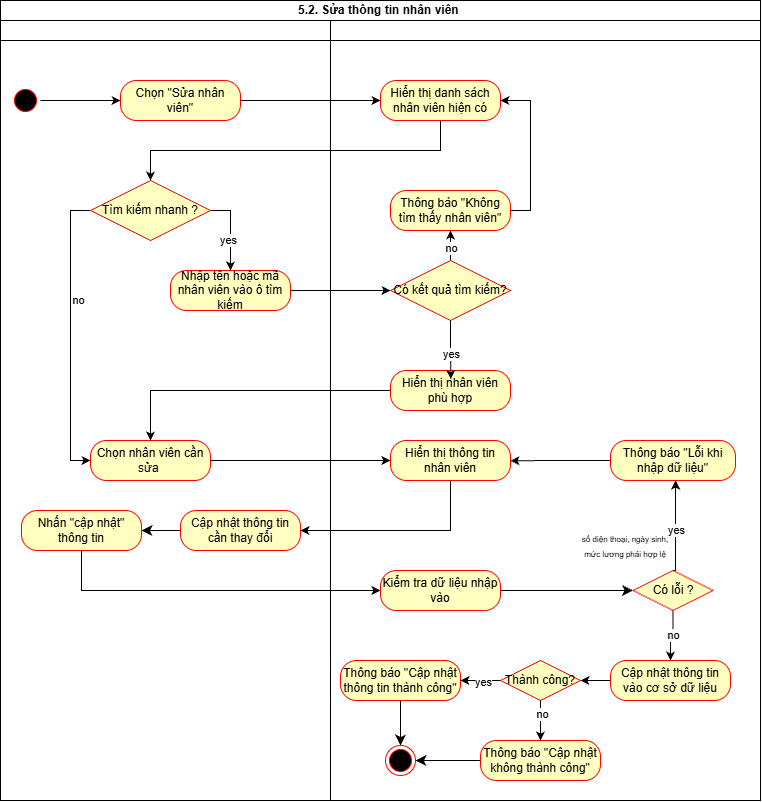 5.2. Sửa thông tin nhân viên
Chọn "Sửa nhân
viên"
Hiển thị danh sách
nhân viên hiện có
Tìm kiếm nhanh ?
yes
no
Nhập tên hoặc mã
nhân viên vào ô tìm
kiếm
Thông báo "Không
tìm thấy nhân viên"
no
Có kết quả tìm kiếm?
yes
Hiển thị nhân viên
phù hợp
Chọn nhân viên cần
sửa
Hiển thị thông tin
nhân viên
Thông báo "Lỗi khi
nhập dữ liệu"
Nhấn "cập nhật"
thông tin
Cập nhật thông tin
cần thay đổi
yes
số điện thoại, ngày sinh,
mức lương phải hợp lệ
Kiểm tra dữ liệu nhập
vào
Có lỗi ?
no
Thông báo "Cập nhật
thông tin thành công"
yes
Thành công?
Cập nhật thông tin
vào cơ sở dữ liệu
no
Thông báo "Cập nhật
không thành công"